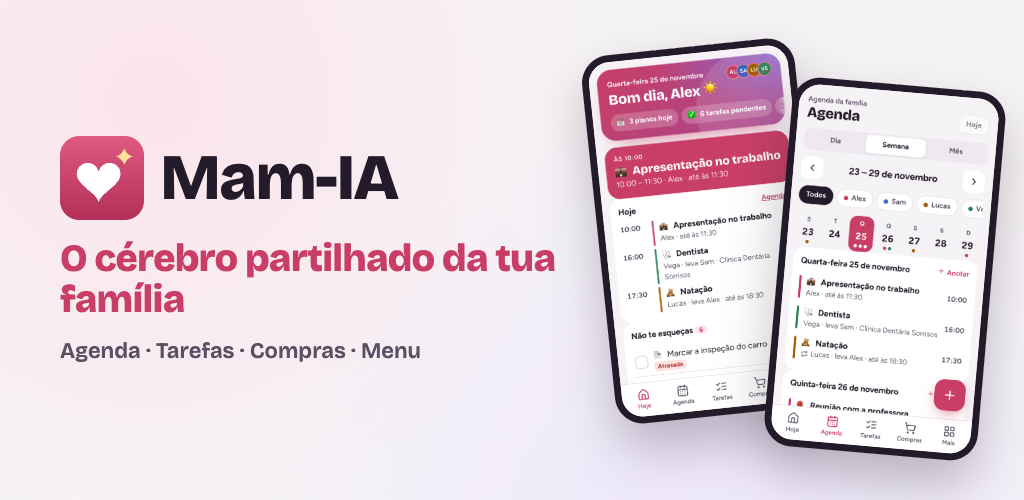 Mam-IA
O cérebro partilhado da tua
família
Agenda · Tarefas · Compras · Menu
Quarta-feira 25 de novembro
AL SA LU VE
Bom dia, Alex
3 planos hoje
6 tarefas pendentes
ÀS 10:00
Apresentação no trabalho
10:00 – 11:30 · Alex · até às 11:30
Hoje
10:00
Apresentação no trabalho
Alex · até às 11:30
16:00
Dentista
Vega · leva Sam · Clínica Dentária
Sorrisos
17:30
Natação
Lucas · leva Alex · até às 18:30
Não te esqueças 6
Marcar a inspeção do carro
Atrasado
Hoje
Agenda
Tarefas
Agenda da família
Agenda
Hoje
Dia
Semana
Mês
23 – 29 de novembro
Todos
Alex
Sam
Lucas
S T Q Q S S D
23 24 25 26 27 28 29
Quarta-feira 25 de novembro
+ Anotar
Apresentação no trabalho
10:00
Alex · até às 11:30
Dentista
16:00
Vega · leva Sam · Clínica Dentária Sorrisos
Natação
17:30
Lucas · leva Alex · até às 18:30
Quinta-feira 26 de novembro
Reunião com a professora
Hoje
Agenda
Tarefas
Compras
Mais